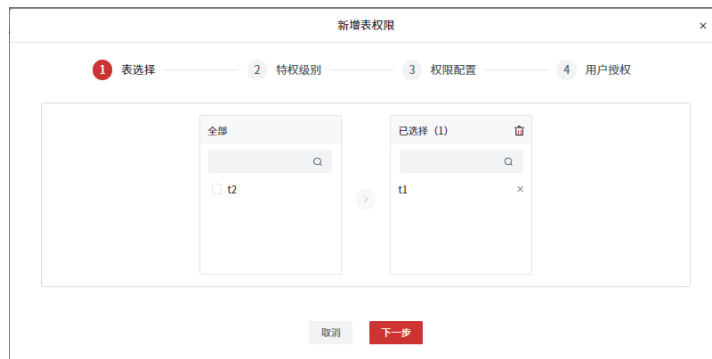 新增表权限
1 表选择 2 特权级别 3 权限配置 4 用户授权
全部
t2
已选择（1）
t1
取消 下一步